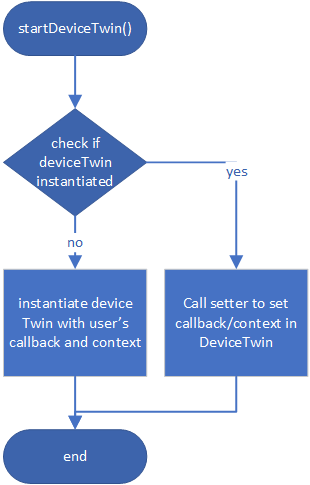 startDeviceTwin()
check if
deviceTwin
instantiated
yes
no
instantiate device
Twin with user's
callback and context
Call setter to set
callback/context in
DeviceTwin
end